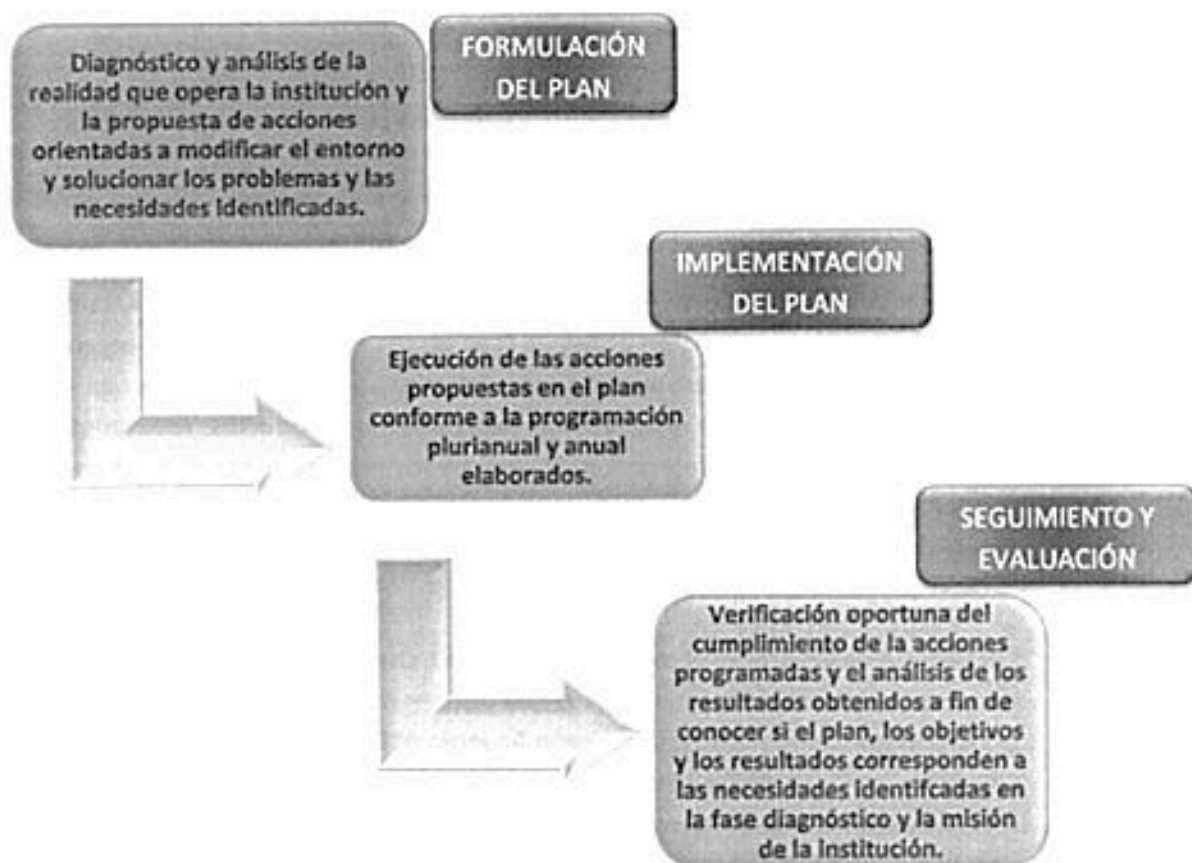 Diagnóstico y análisis de la
realidad que opera la institución y
la propuesta de acciones
orientadas a modificar el entorno
y solucionar los problemas y las
necesidades identificadas.
FORMULACIÓN
DEL PLAN
IMPLEMENTACIÓN
DEL PLAN
Ejecución de las acciones
propuestas en el plan
conforme a la programación
plurianual y anual
elaborados.
SEGUIMIENTO Y
EVALUACIÓN
Verificación oportuna del
cumplimiento de la acciones
programadas y el análisis de los
resultados obtenidos a fin de
conocer si el plan, los objetivos
y los resultados corresponden a
las necesidades identifcadas en
la fase diagnóstico y la misión
de la institución.